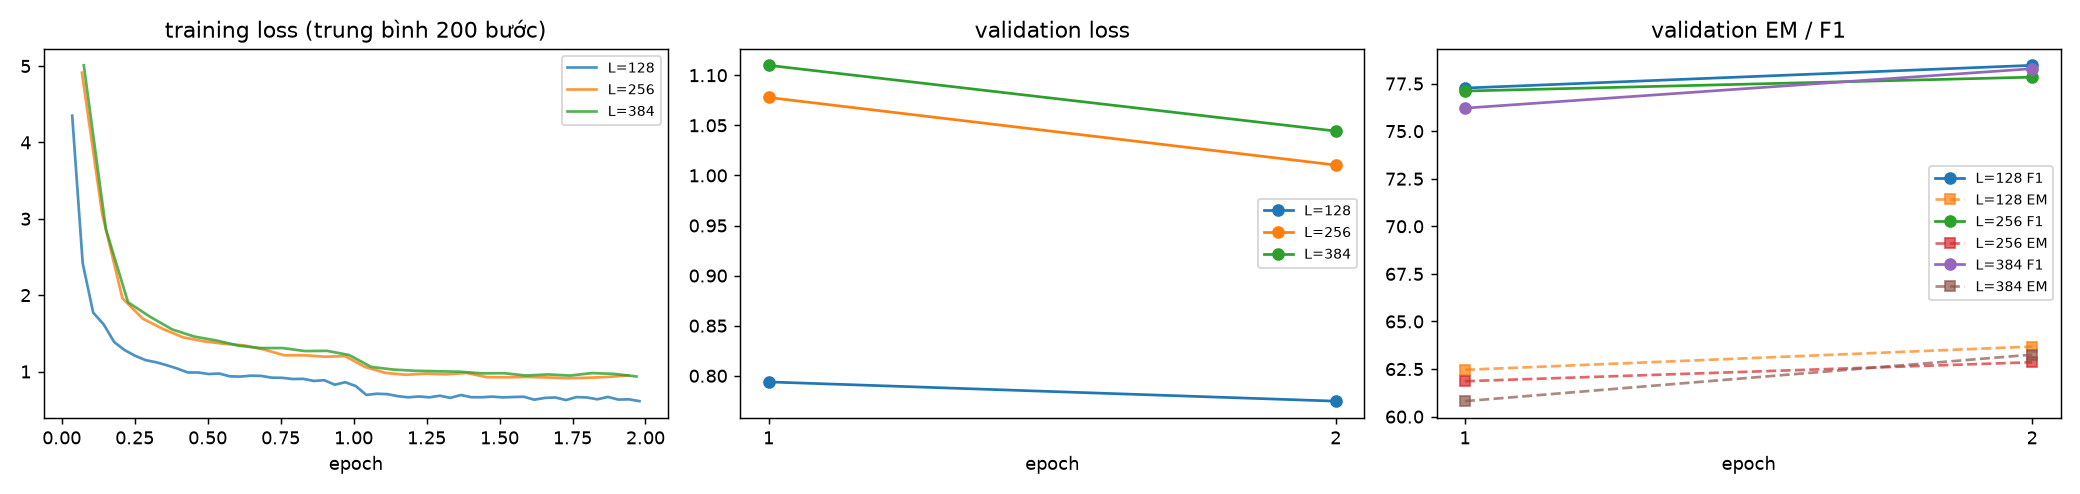 training loss (trung bình 200 bước)
5
4
3
2
1
0.00 0.25 0.50 0.75 1.00 1.25 1.50 1.75 2.00
epoch
L=128
L=256
L=384
validation loss
1.10
1.05
1.00
0.95
0.90
0.85
0.80
1 2
epoch
L=128
L=256
L=384
validation EM / F1
77.5
75.0
72.5
70.0
67.5
65.0
62.5
60.0
1 2
epoch
L=128 F1
L=128 EM
L=256 F1
L=256 EM
L=384 F1
L=384 EM